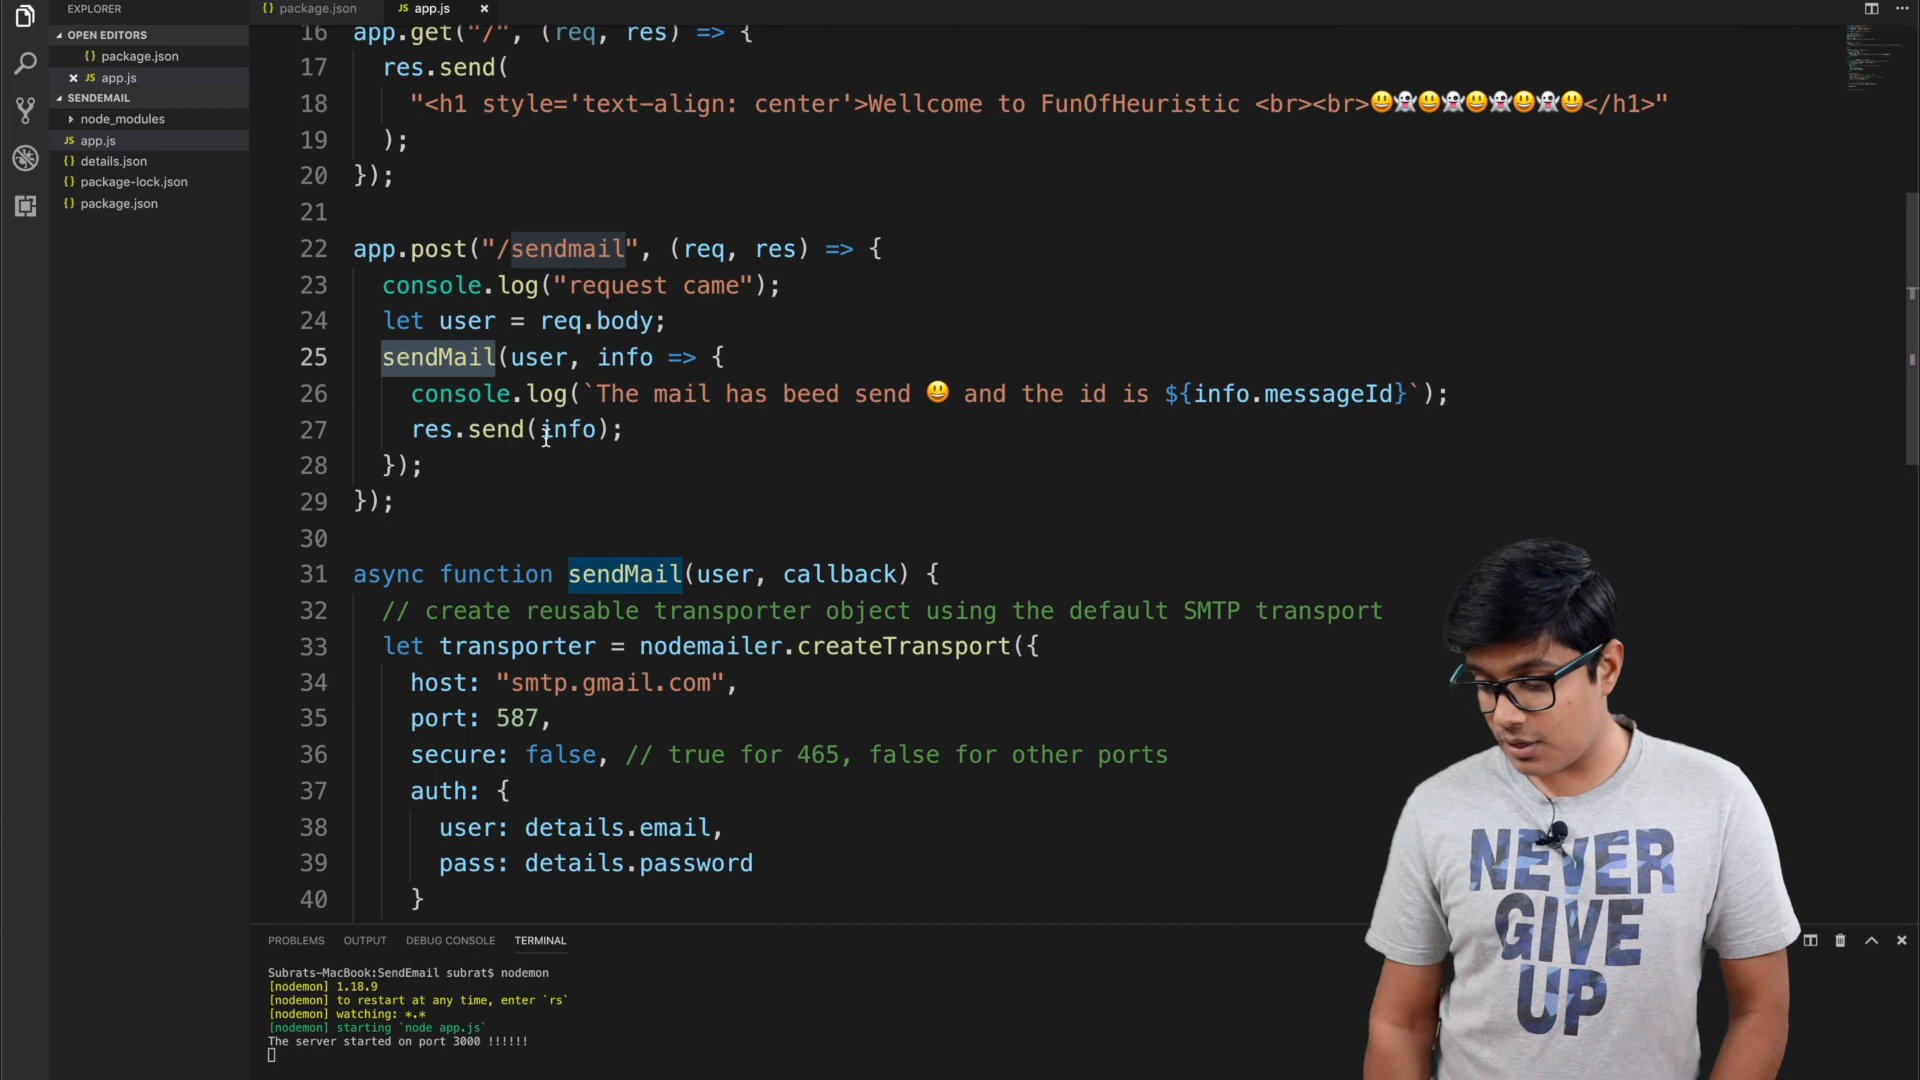 EXPLORER
OPEN EDITORS
{} package.json
JS app.js
SENDEMAIL
node_modules
JS app.js
{} details.json
{} package-lock.json
{} package.json
{} package.json
JS app.js
16 app.get("/", (req, res) => {
17 res.send(
18 "<h1 style='text-align: center'>Wellcome to FunOfHeuristic <br><br>😃👻😃👻😃👻😃👻😃</h1>"
19 );
20 });
21
22 app.post("/sendmail", (req, res) => {
23 console.log("request came");
24 let user = req.body;
25 sendMail(user, info => {
26 console.log(`The mail has beed send 😃 and the id is ${info.messageId}`);
27 res.send(info);
28 });
29 });
30
31 async function sendMail(user, callback) {
32 // create reusable transporter object using the default SMTP transport
33 let transporter = nodemailer.createTransport({
34 host: "smtp.gmail.com",
35 port: 587,
36 secure: false, // true for 465, false for other ports
37 auth: {
38 user: details.email,
39 pass: details.password
40 }
PROBLEMS OUTPUT DEBUG CONSOLE TERMINAL
Subrats-MacBook:SendEmail subrat$ nodemon
[nodemon] 1.18.9
[nodemon] to restart at any time, enter `rs`
[nodemon] watching: *.*
[nodemon] starting `node app.js`
The server started on port 3000 !!!!!!
NEVER
GIVE
UP